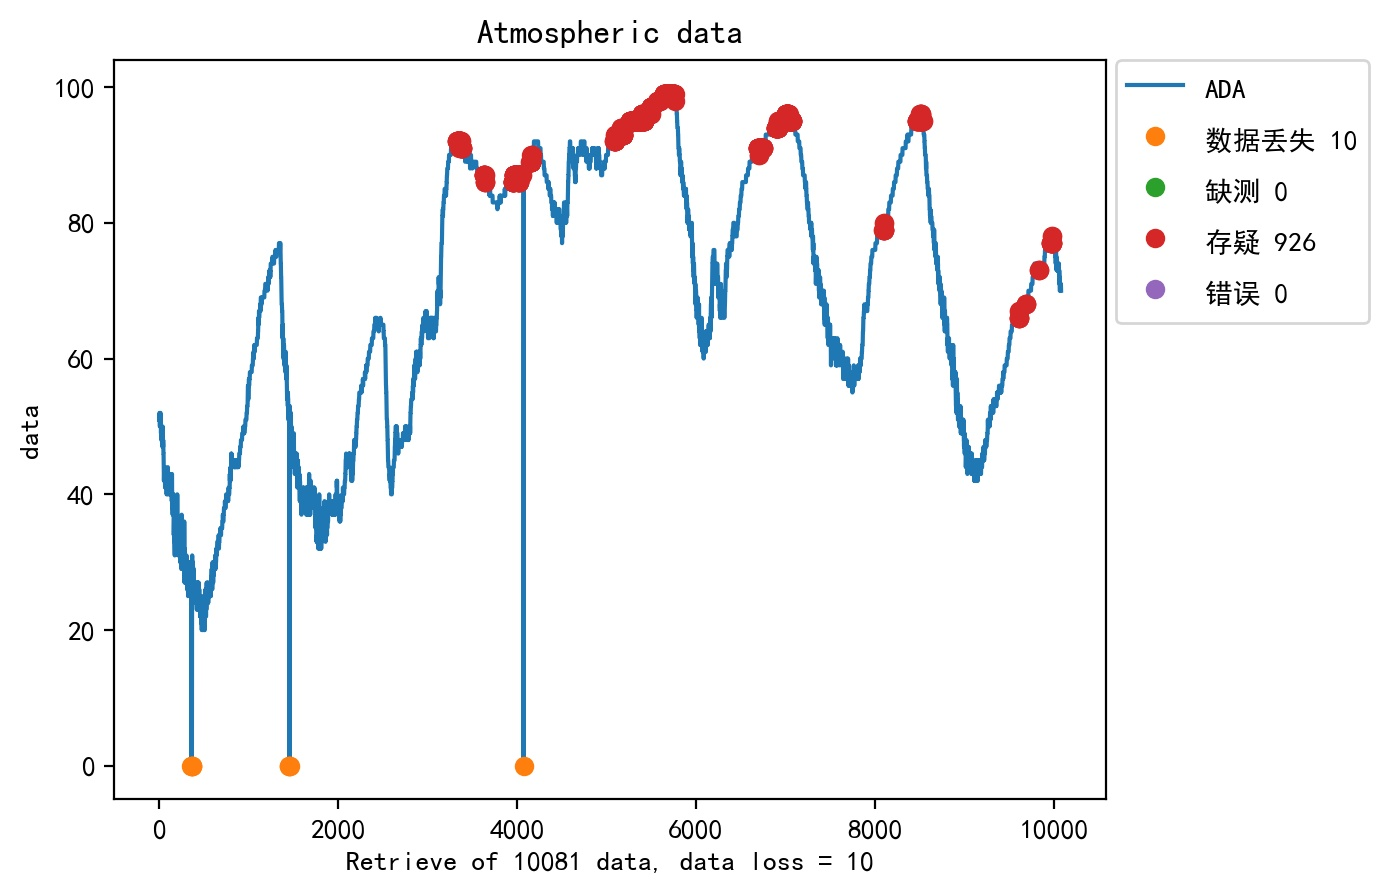 Atmospheric data
100
80
60
40
20
0
data
0 2000 4000 6000 8000 10000
Retrieve of 10081 data, data loss = 10
ADA
数据丢失 10
缺测 0
存疑 926
错误 0